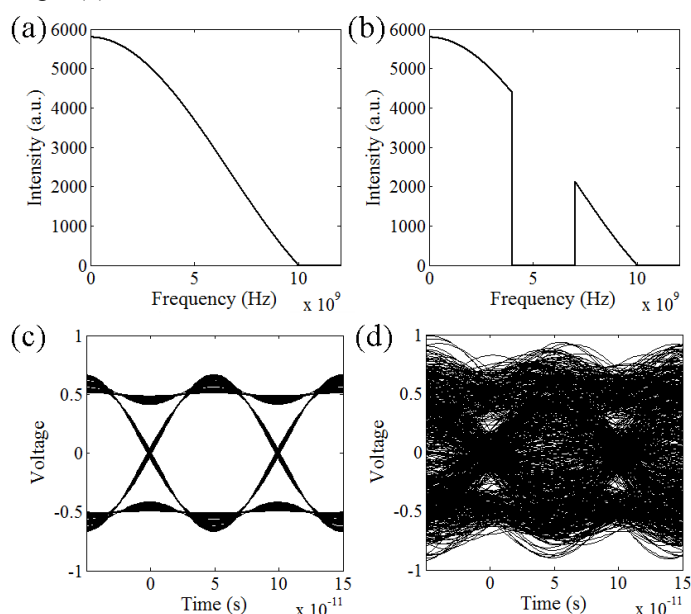 (a)
6000
5000
4000
3000
2000
1000
0
Intensity (a.u.)
0 5 10
Frequency (Hz)
x 10^9
(b)
6000
5000
4000
3000
2000
1000
0
Intensity (a.u.)
0 5 10
Frequency (Hz)
x 10^9
(c)
1
0.5
0
-0.5
-1
Voltage
0 5 10 15
Time (s)
x 10^-11
(d)
1
0.5
0
-0.5
-1
Voltage
0 5 10 15
Time (s)
x 10^-11